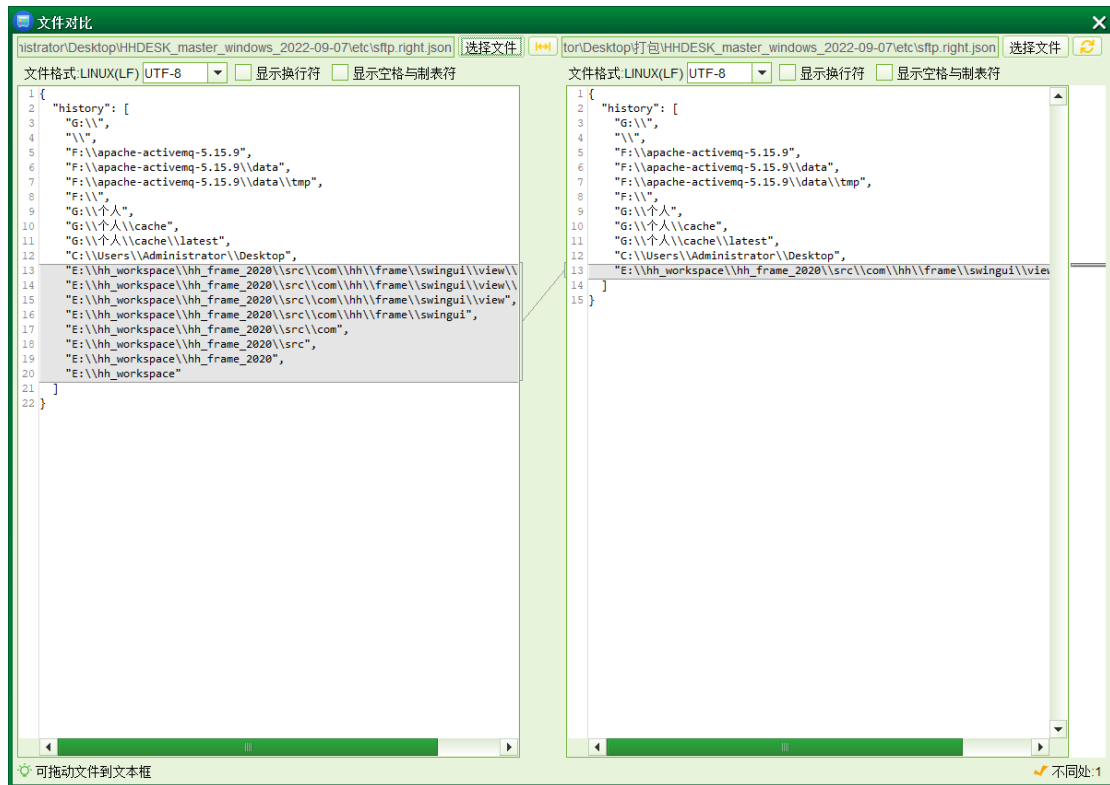 文件对比
istrator\Desktop\HHDESK_master_windows_2022-09-07\etc\sftp.right.json 选择文件 tor\Desktop\打包\HHDESK_master_windows_2022-09-07\etc\sftp.right.json 选择文件
文件格式:LINUX(LF) UTF-8 显示换行符 显示空格与制表符 文件格式:LINUX(LF) UTF-8 显示换行符 显示空格与制表符
1 {
2 "history": [
3 "G:\\",
4 "\\",
5 "F:\\apache-activemq-5.15.9",
6 "F:\\apache-activemq-5.15.9\\data",
7 "F:\\apache-activemq-5.15.9\\data\\tmp",
8 "F:\\",
9 "G:\\个人",
10 "G:\\个人\\cache",
11 "G:\\个人\\cache\\latest",
12 "C:\\Users\\Administrator\\Desktop",
13 "E:\\hh_workspace\\hh_frame_2020\\src\\com\\hh\\frame\\swingui\\view\\
14 "E:\\hh_workspace\\hh_frame_2020\\src\\com\\hh\\frame\\swingui\\view\\
15 "E:\\hh_workspace\\hh_frame_2020\\src\\com\\hh\\frame\\swingui\\view",
16 "E:\\hh_workspace\\hh_frame_2020\\src\\com\\hh\\frame\\swingui",
17 "E:\\hh_workspace\\hh_frame_2020\\src\\com",
18 "E:\\hh_workspace\\hh_frame_2020\\src",
19 "E:\\hh_workspace\\hh_frame_2020",
20 "E:\\hh_workspace"
21 ]
22 }
1 {
2 "history": [
3 "G:\\",
4 "\\",
5 "F:\\apache-activemq-5.15.9",
6 "F:\\apache-activemq-5.15.9\\data",
7 "F:\\apache-activemq-5.15.9\\data\\tmp",
8 "F:\\",
9 "G:\\个人",
10 "G:\\个人\\cache",
11 "G:\\个人\\cache\\latest",
12 "C:\\Users\\Administrator\\Desktop",
13 "E:\\hh_workspace\\hh_frame_2020\\src\\com\\hh\\frame\\swingui\\view
14 ]
15 }
可拖动文件到文本框 不同处:1